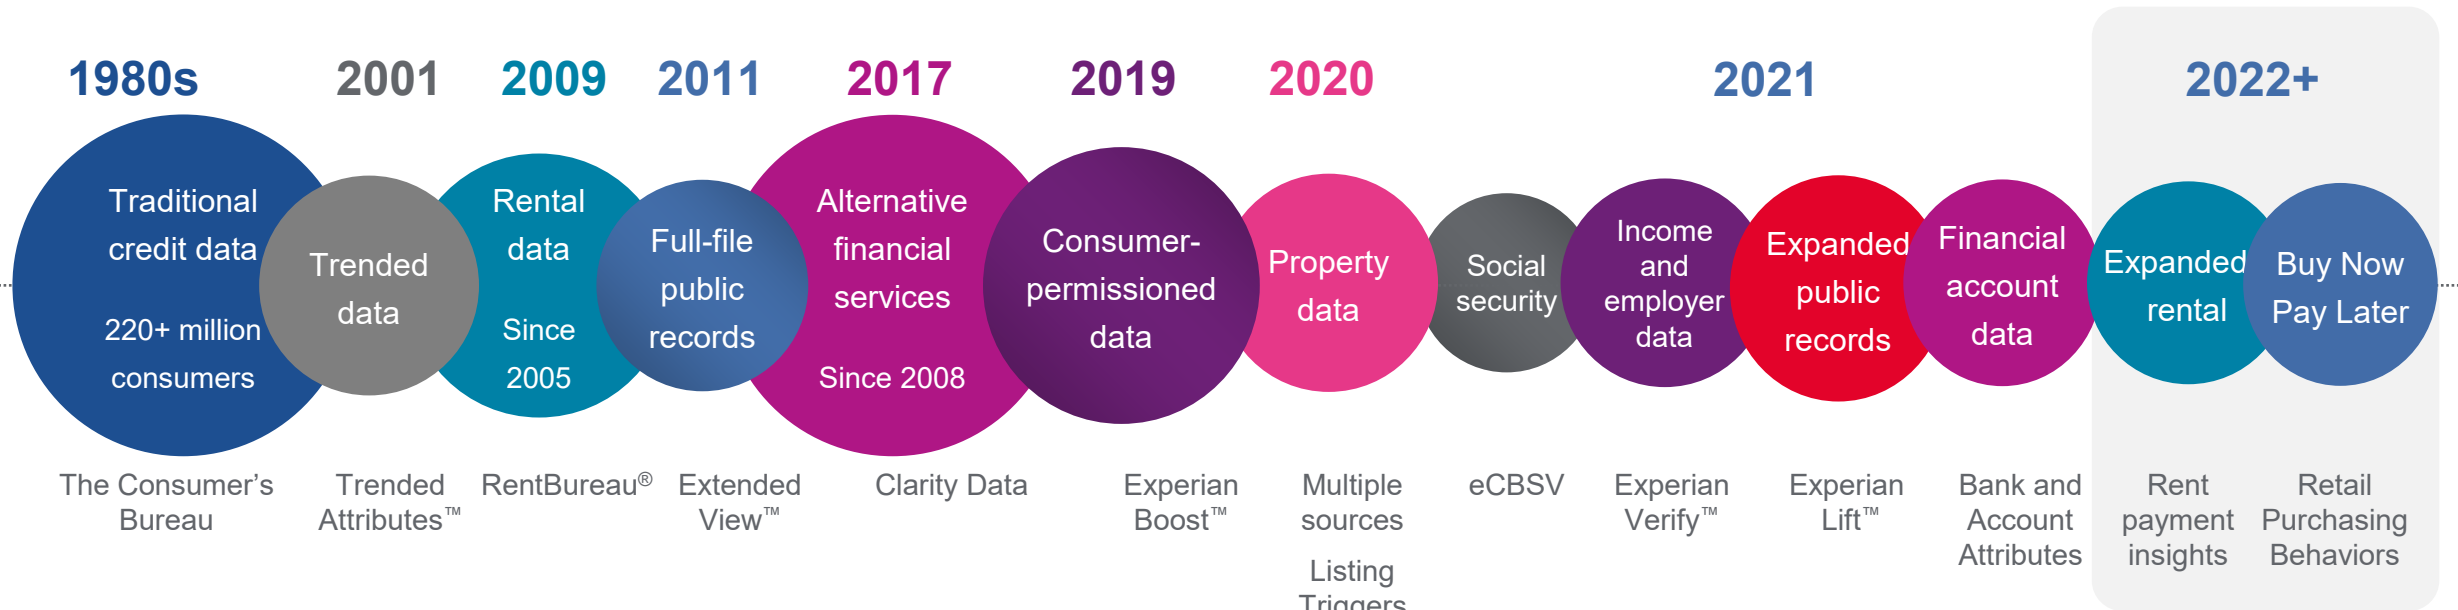 1980s
2001
2009
2011
2017
2019
2020
2021
2022+
Traditional
credit data
220+ million
consumers
Trended
data
Rental
data
Since
2005
Full-file
public
records
Alternative
financial
services
Since 2008
Consumer-
permissioned
data
Property
data
Social
security
Income
and
employer
data
Expanded
public
records
Financial
account
data
Expanded
rental
Buy Now
Pay Later
The Consumer’s
Bureau
Trended
Attributes™
RentBureau®
Extended
View™
Clarity Data
Experian
Boost™
Multiple
sources
Listing
Triggers
eCBSV
Experian
Verify™
Experian
Lift™
Bank and
Account
Attributes
Rent
payment
insights
Retail
Purchasing
Behaviors